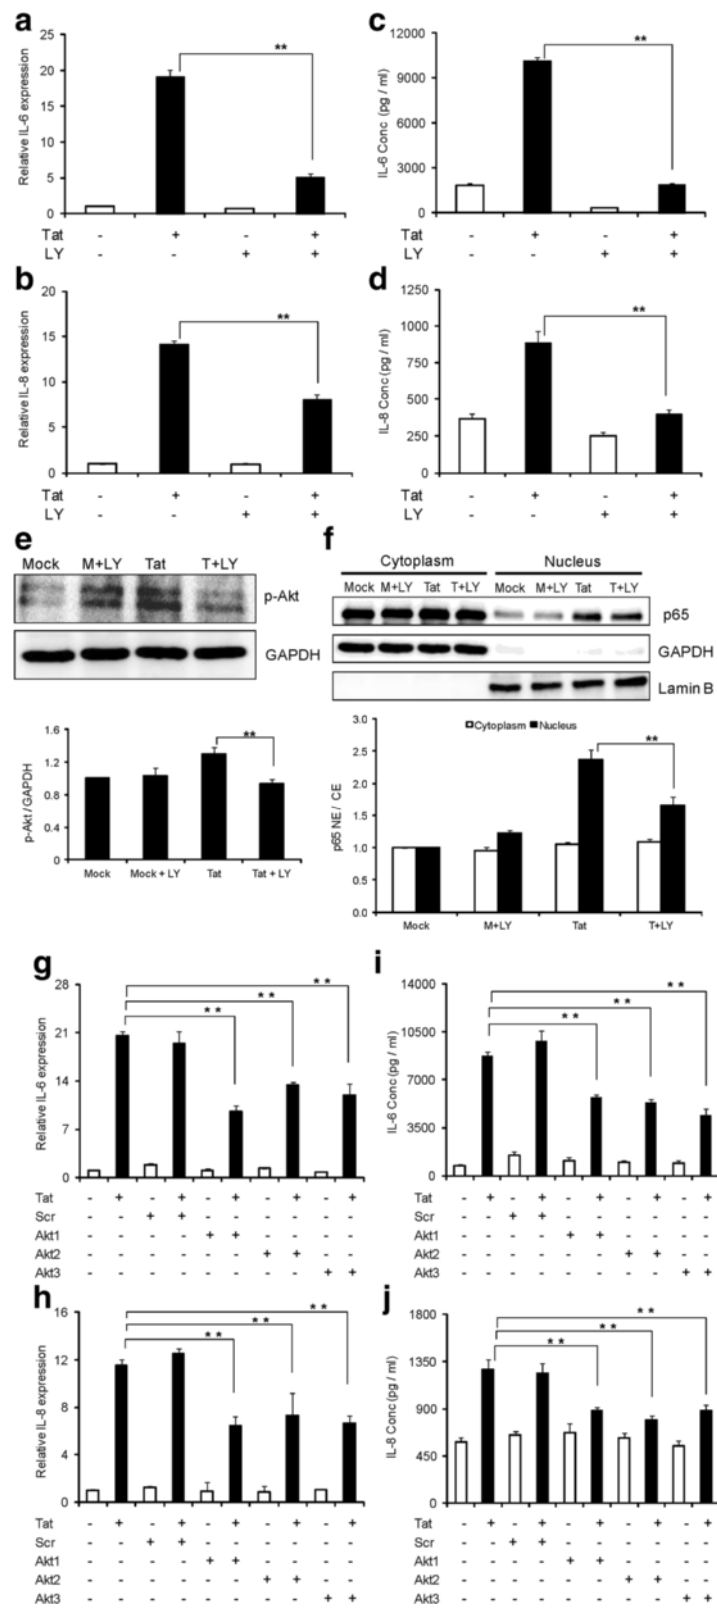 a
Relative IL-6 expression
25
20
15
10
5
0
**
Tat - + - +
LY - - + +
c
IL-6 Conc (pg / ml)
12000
9000
6000
3000
0
**
Tat - + - +
LY - - + +
b
Relative IL-8 expression
20
15
10
5
0
**
Tat - + - +
LY - - + +
d
IL-8 Conc (pg / ml)
1250
1000
750
500
250
0
**
Tat - + - +
LY - - + +
e
Mock M+LY Tat T+LY
p-Akt
GAPDH
p-Akt / GAPDH
1.6
1.2
0.8
0.4
0
**
Mock Mock + LY Tat Tat + LY
f
Cytoplasm Nucleus
Mock M+LY Tat T+LY Mock M+LY Tat T+LY
p65
GAPDH
Lamin B
Cytoplasm Nucleus
p65 NE / CE
3.0
2.5
2.0
1.5
1.0
0.5
0.0
**
Mock M+LY Tat T+LY
g
Relative IL-6 expression
28
21
14
7
0
* *
* *
* *
Tat - + - + - + - + - +
Scr - - + + - - - - - -
Akt1 - - - - + + - - - -
Akt2 - - - - - - + + - -
Akt3 - - - - - - - - + +
i
IL-6 Conc (pg / ml)
14000
10500
7000
3500
0
* *
* *
* *
Tat - + - + - + - + - +
Scr - - + + - - - - - -
Akt1 - - - - + + - - - -
Akt2 - - - - - - + + - -
Akt3 - - - - - - - - + +
h
Relative IL-8 expression
16
12
8
4
0
* *
* *
* *
Tat - + - + - + - + - +
Scr - - + + - - - - - -
Akt1 - - - - + + - - - -
Akt2 - - - - - - + + - -
Akt3 - - - - - - - - + +
j
IL-8 Conc (pg / ml)
1800
1350
900
450
0
* *
* *
* *
Tat - + - + - + - + - +
Scr - - + + - - - - - -
Akt1 - - - - + + - - - -
Akt2 - - - - - - + + - -
Akt3 - - - - - - - - + +